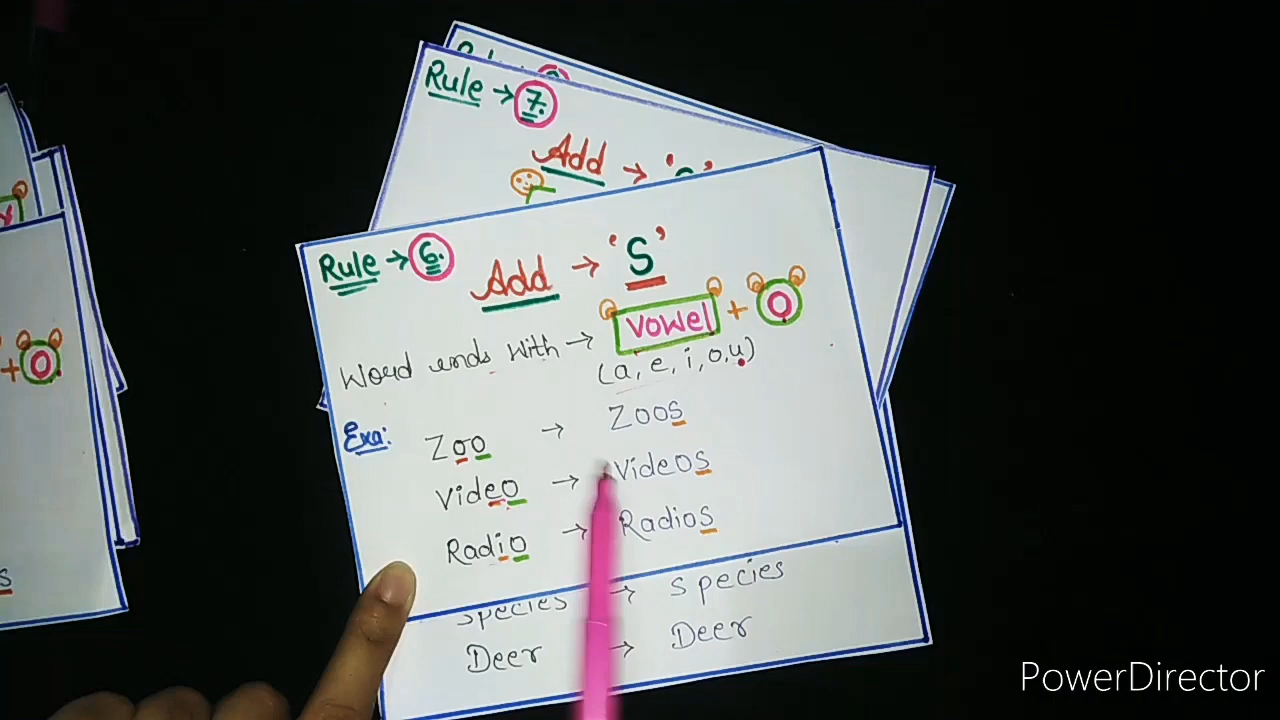 Rule → 7.
Add → ' '
Rule → 6.
Add → 'S'
Word ends with → Vowel + O
(a, e, i, o, u)
Exa:
Zoo → Zoos
Video → Videos
Radio → Radios
Species → Species
Deer → Deer
+ O
s
PowerDirector